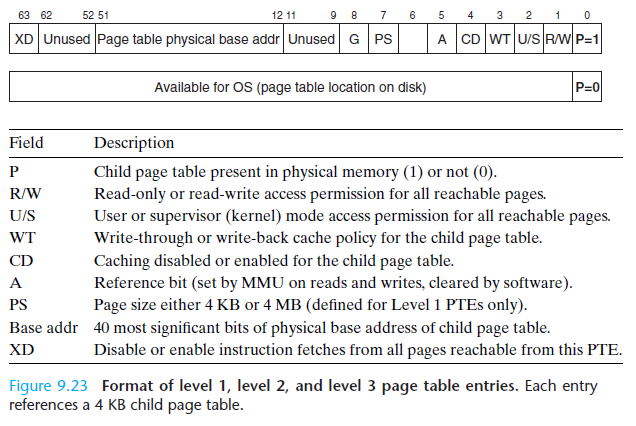 63 62 52 51 12 11 9 8 7 6 5 4 3 2 1 0
XD Unused Page table physical base addr Unused G PS A CD WT U/S R/W P=1
Available for OS (page table location on disk) P=0
Field Description
P Child page table present in physical memory (1) or not (0).
R/W Read-only or read-write access permission for all reachable pages.
U/S User or supervisor (kernel) mode access permission for all reachable pages.
WT Write-through or write-back cache policy for the child page table.
CD Caching disabled or enabled for the child page table.
A Reference bit (set by MMU on reads and writes, cleared by software).
PS Page size either 4 KB or 4 MB (defined for Level 1 PTEs only).
Base addr 40 most significant bits of physical base address of child page table.
XD Disable or enable instruction fetches from all pages reachable from this PTE.
Figure 9.23 Format of level 1, level 2, and level 3 page table entries. Each entry
references a 4 KB child page table.